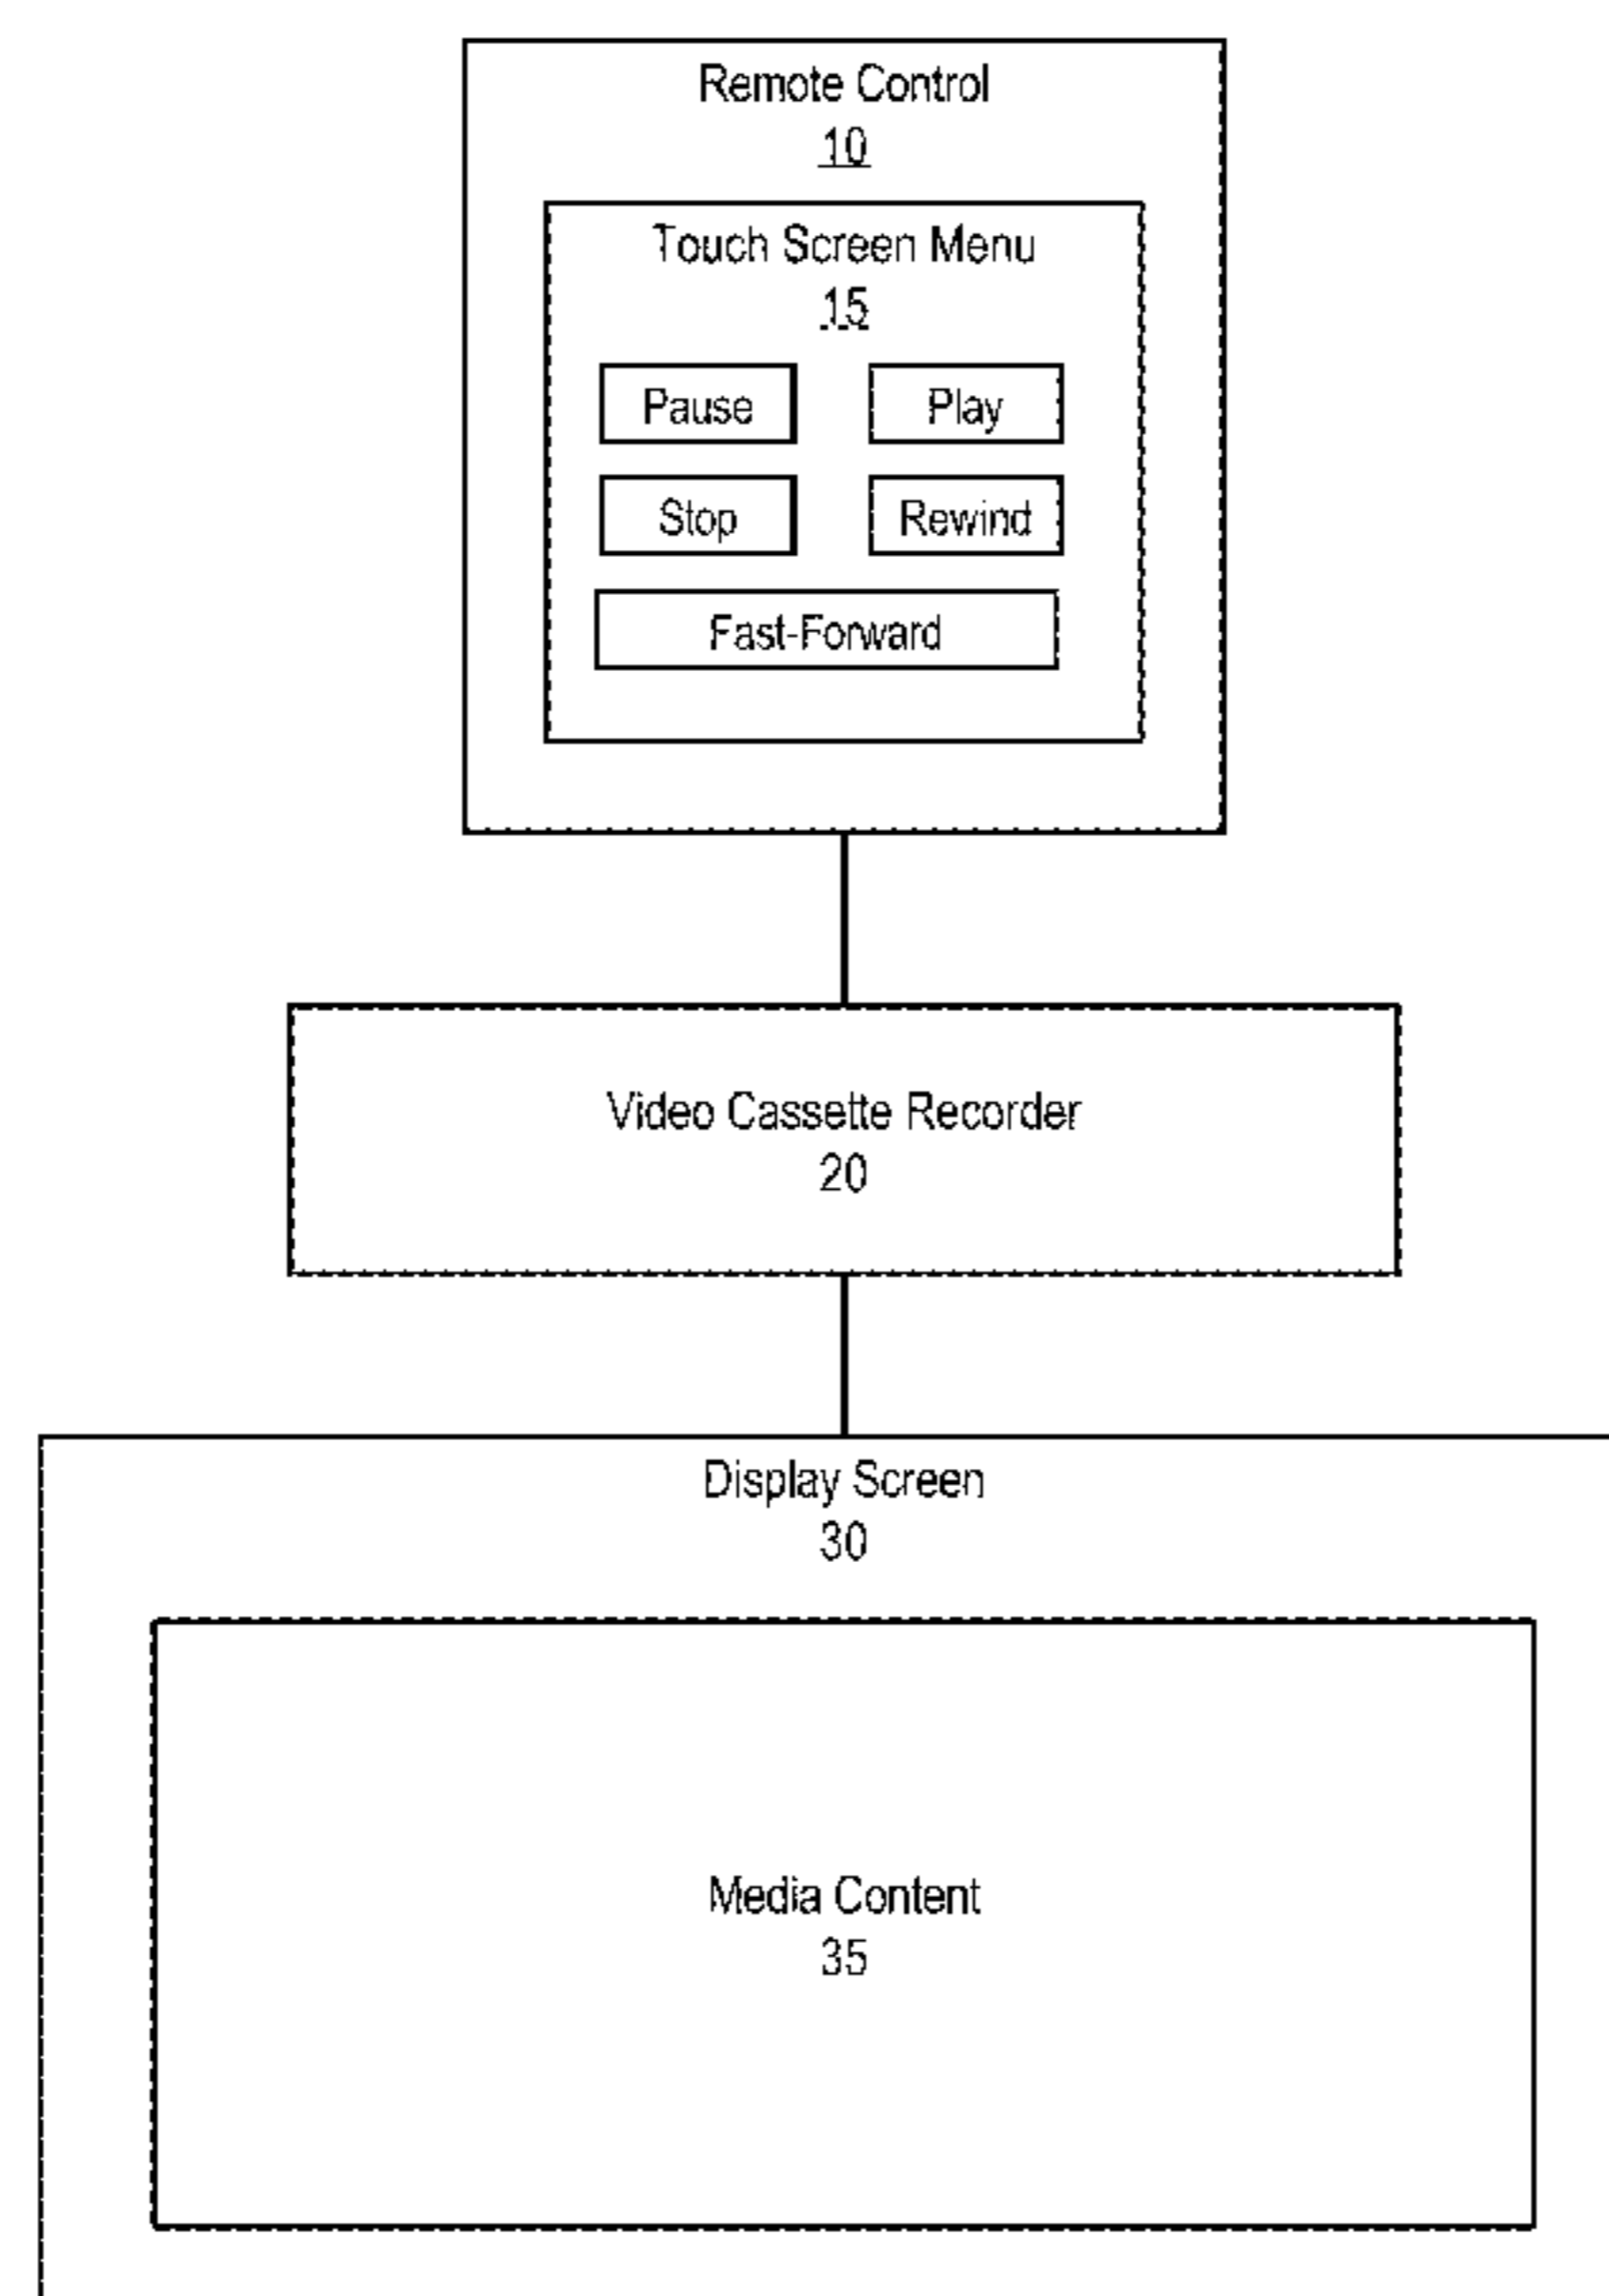 Remote Control
10
Touch Screen Menu
15
Pause Play
Stop Rewind
Fast-Forward
Video Cassette Recorder
20
Display Screen
30
Media Content
35